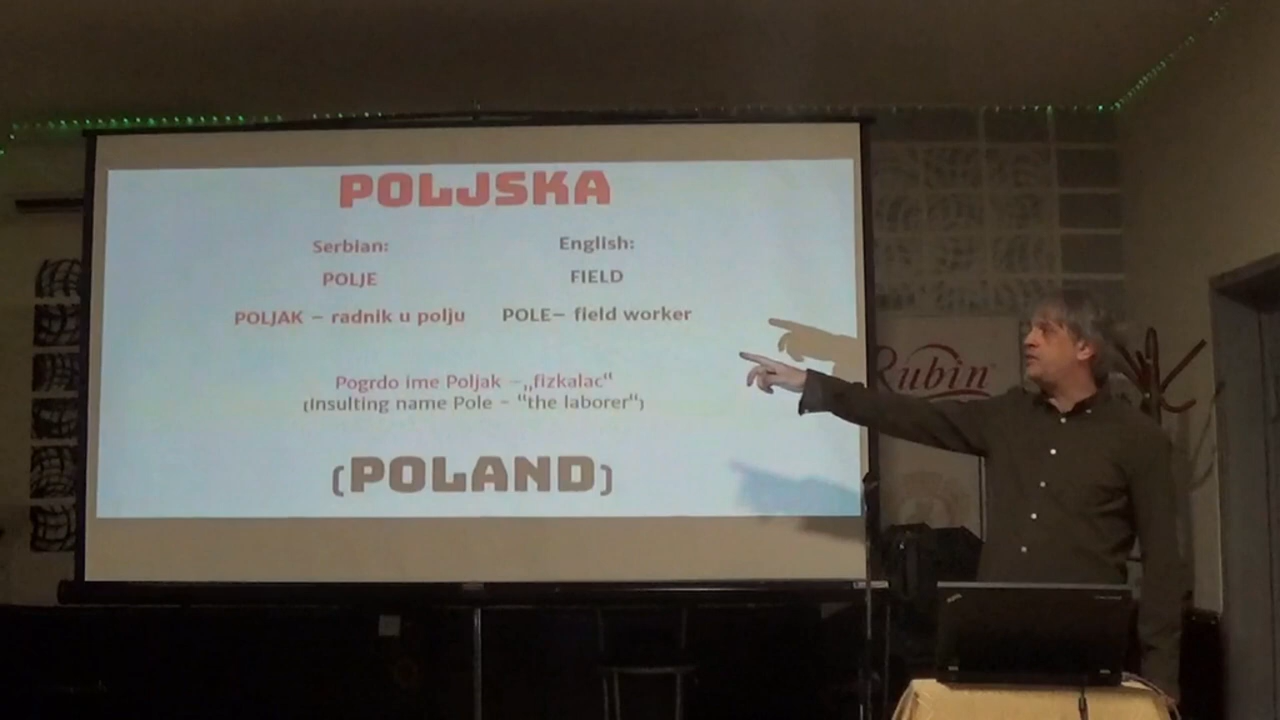 POLJSKA
Serbian: English:
POLJE FIELD
POLJAK – radnik u polju POLE– field worker
Pogrdo ime Poljak –„fizkalac“
(Insulting name Pole - “the laborer“)
(POLAND)
Rubin